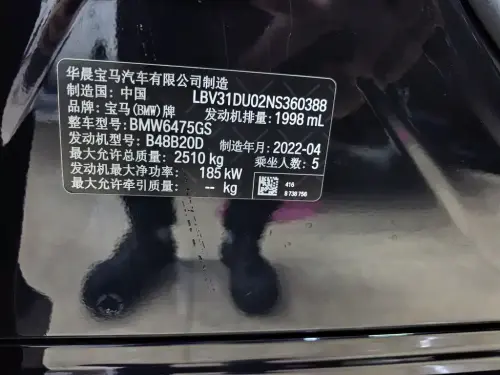 华晨宝马汽车有限公司制造
制造国: 中国 LBV31DU02NS360388
品牌: 宝马(BMW)牌 发动机排量: 1998 mL
整车型号: BMW6475GS
发动机型号: B48B20D 制造年月: 2022-04
最大允许总质量: 2510 kg 乘坐人数: 5
发动机最大净功率: 185 kW
最大允许牵引质量: -- kg
416
8 738 756